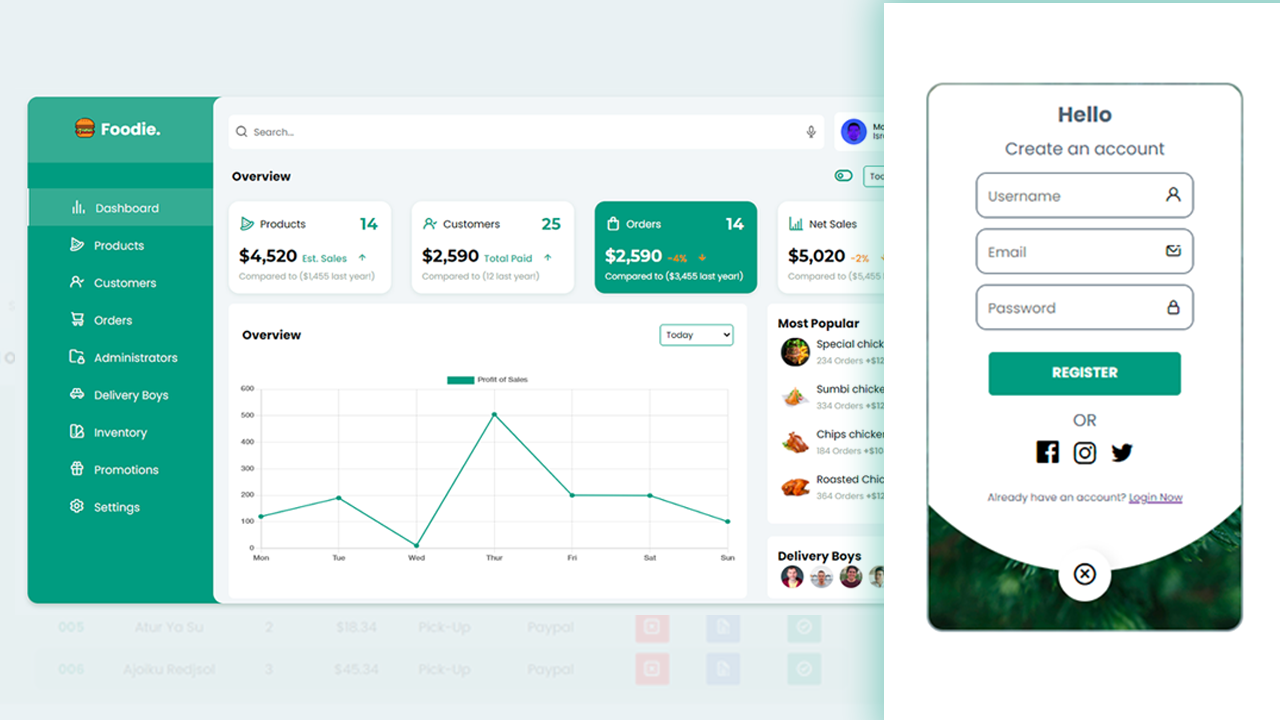 Foodie.
Dashboard
Products
Customers
Orders
Administrators
Delivery Boys
Inventory
Promotions
Settings
Search...
Overview
Products 14
$4,520 Est. Sales
Compared to ($1,455 last year!)
Customers 25
$2,590 Total Paid
Compared to (12 last year!)
Orders 14
$2,590 -4%
Compared to ($3,455 last year!)
Net Sales
$5,020 -2%
Compared to ($5,455
Overview
Today
Profit of Sales
600
500
400
300
200
100
0
Mon Tue Wed Thur Fri Sat Sun
Most Popular
Special chick
234 Orders +$12
Sumbi chicke
334 Orders +$12
Chips chicke
184 Orders +$10
Roasted Chic
364 Orders +$12
Delivery Boys
005 Atur Ya Su 2 $18.34 Pick-Up Paypal
006 Ajoiku Redjsol 3 $45.34 Pick-Up Paypal
Hello
Create an account
Username
Email
Password
REGISTER
OR
Already have an account? Login Now